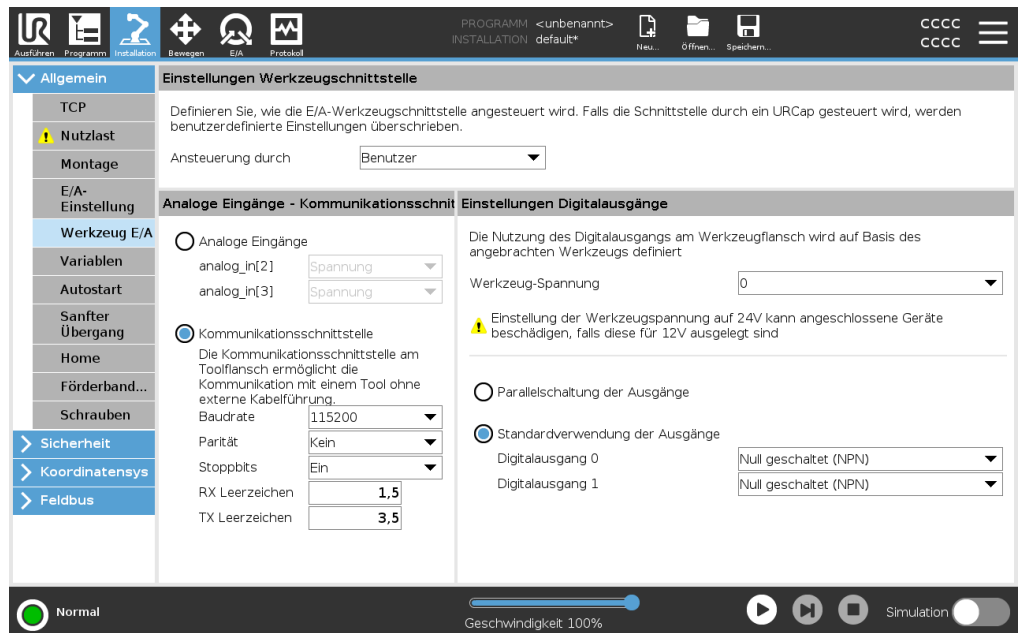 UR
Ausführen
Programm
Installation
Bewegen
E/A
Protokoll
PROGRAMM <unbenannt>
INSTALLATION default*
Neu...
Öffnen...
Speichern...
CCCC
CCCC
Allgemein
TCP
Nutzlast
Montage
E/A-
Einstellung
Werkzeug E/A
Variablen
Autostart
Sanfter
Übergang
Home
Förderband...
Schrauben
Sicherheit
Koordinatensys
Feldbus
Einstellungen Werkzeugschnittstelle
Definieren Sie, wie die E/A-Werkzeugschnittstelle angesteuert wird. Falls die Schnittstelle durch ein URCap gesteuert wird, werden
benutzerdefinierte Einstellungen überschrieben.
Ansteuerung durch Benutzer
Analoge Eingänge - Kommunikationsschnit
Analoge Eingänge
analog_in[2] Spannung
analog_in[3] Spannung
Kommunikationsschnittstelle
Die Kommunikationsschnittstelle am
Toolflansch ermöglicht die
Kommunikation mit einem Tool ohne
externe Kabelführung.
Baudrate 115200
Parität Kein
Stoppbits Ein
RX Leerzeichen 1,5
TX Leerzeichen 3,5
Einstellungen Digitalausgänge
Die Nutzung des Digitalausgangs am Werkzeugflansch wird auf Basis des
angebrachten Werkzeugs definiert
Werkzeug-Spannung 0
Einstellung der Werkzeugspannung auf 24V kann angeschlossene Geräte
beschädigen, falls diese für 12V ausgelegt sind
Parallelschaltung der Ausgänge
Standardverwendung der Ausgänge
Digitalausgang 0 Null geschaltet (NPN)
Digitalausgang 1 Null geschaltet (NPN)
Normal
Geschwindigkeit 100%
Simulation